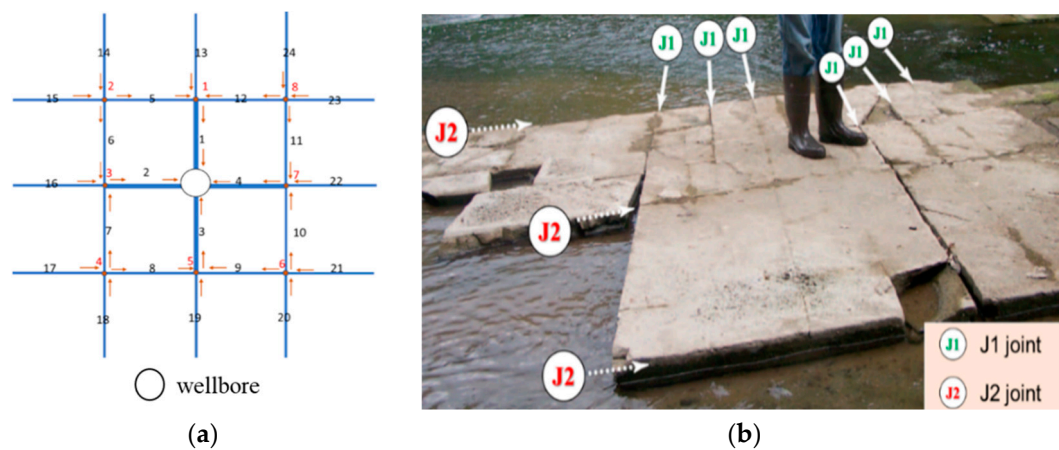 14 13 24
2 1 8
15 5 12 23
6 1 11
3 2 4 7
16 22
7 3 10
4 5 6
17 8 9 21
18 19 20
wellbore
(a)
J1 J1 J1 J1 J1
J2
J2
J2
J1 J1 joint
J2 J2 joint
(b)